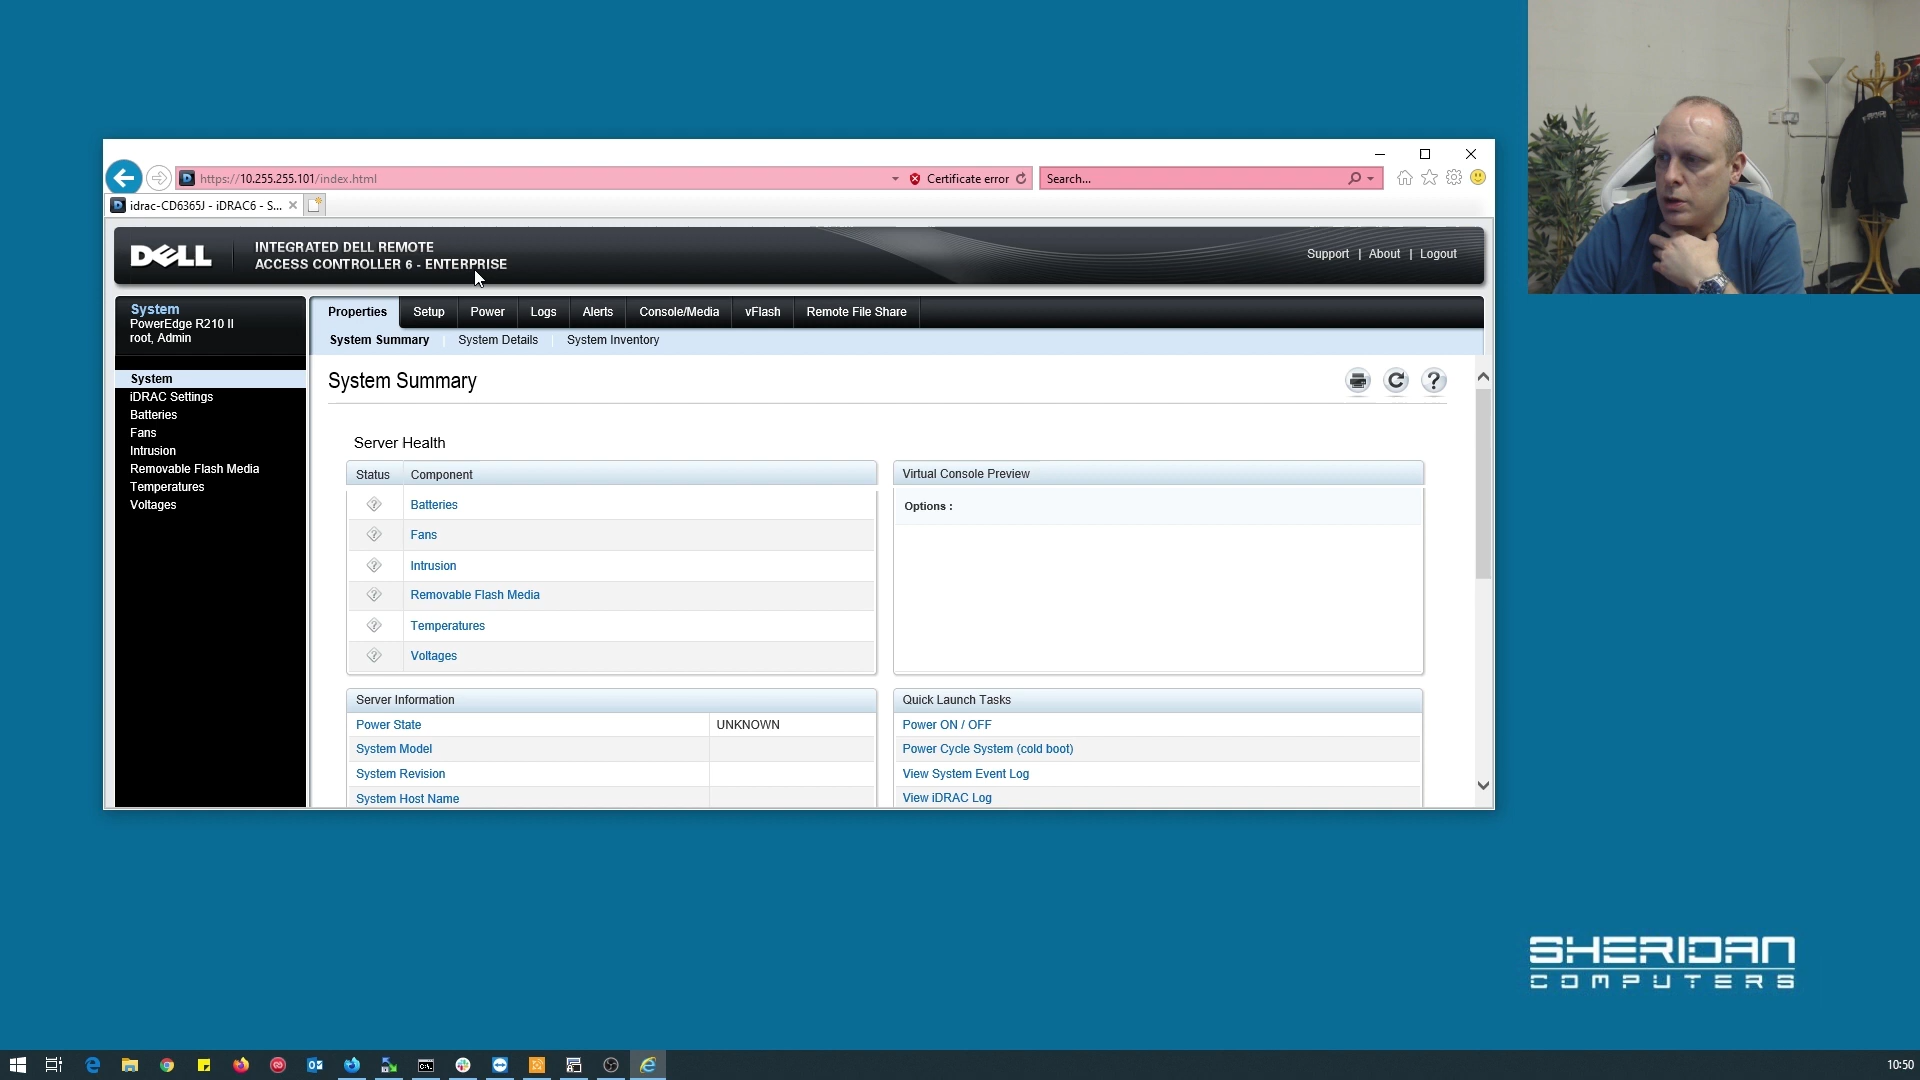 https://10.255.255.101/index.html
Certificate error
Search...
idrac-CD6365J - iDRAC6 - S...
DELL
INTEGRATED DELL REMOTE
ACCESS CONTROLLER 6 - ENTERPRISE
Support | About | Logout
System
PowerEdge R210 II
root, Admin
Properties
Setup
Power
Logs
Alerts
Console/Media
vFlash
Remote File Share
System Summary
System Details
System Inventory
System
iDRAC Settings
Batteries
Fans
Intrusion
Removable Flash Media
Temperatures
Voltages
System Summary
Server Health
Status Component
Batteries
Fans
Intrusion
Removable Flash Media
Temperatures
Voltages
Virtual Console Preview
Options :
Server Information
Power State UNKNOWN
System Model
System Revision
System Host Name
Quick Launch Tasks
Power ON / OFF
Power Cycle System (cold boot)
View System Event Log
View iDRAC Log
SHERIDAN
COMPUTERS
10:50